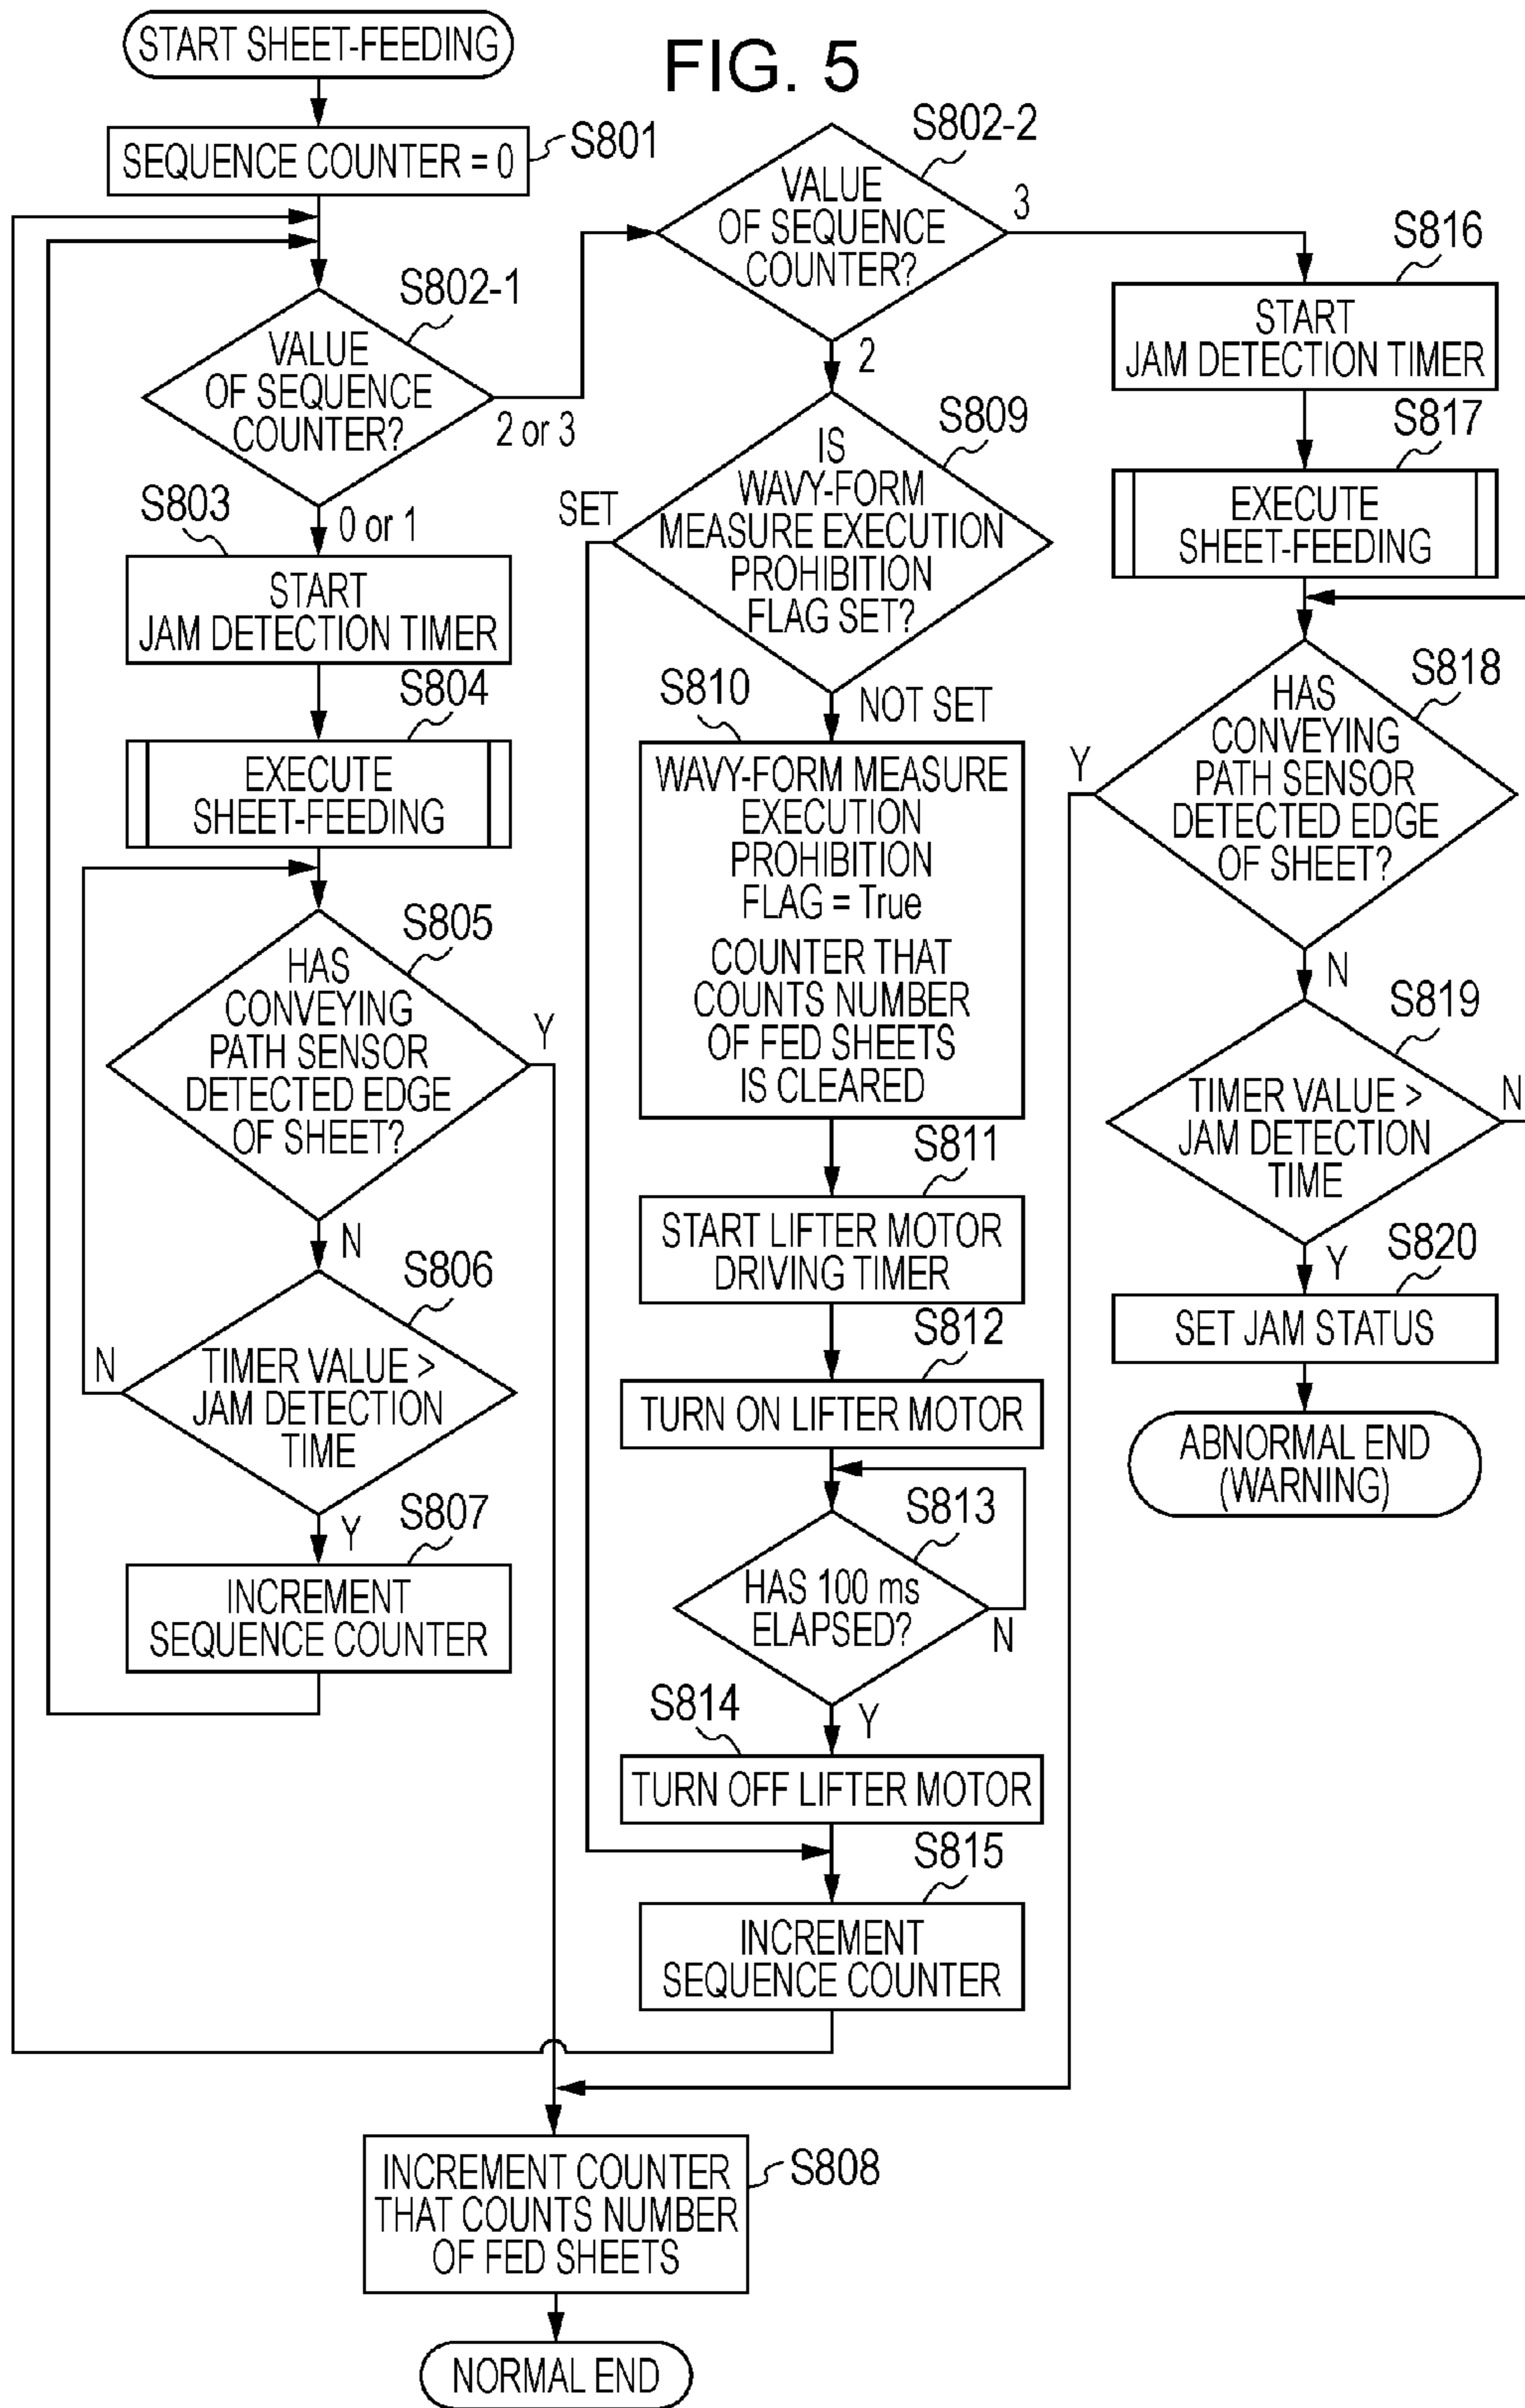 FIG. 5
START SHEET-FEEDING
SEQUENCE COUNTER = 0
S801
S802-1
VALUE
OF SEQUENCE
COUNTER?
2 or 3
0 or 1
S803
START
JAM DETECTION TIMER
S804
EXECUTE
SHEET-FEEDING
S805
HAS
CONVEYING
PATH SENSOR
DETECTED EDGE
OF SHEET?
Y
N
S806
TIMER VALUE >
JAM DETECTION
TIME
N
Y
S807
INCREMENT
SEQUENCE COUNTER
S802-2
VALUE
OF SEQUENCE
COUNTER?
3
2
S809
IS
WAVY-FORM
MEASURE EXECUTION
PROHIBITION
FLAG SET?
SET
NOT SET
S810
WAVY-FORM MEASURE
EXECUTION
PROHIBITION
FLAG = True
COUNTER THAT
COUNTS NUMBER
OF FED SHEETS
IS CLEARED
S811
START LIFTER MOTOR
DRIVING TIMER
S812
TURN ON LIFTER MOTOR
S813
HAS 100 ms
ELAPSED?
N
Y
S814
TURN OFF LIFTER MOTOR
S815
INCREMENT
SEQUENCE COUNTER
S816
START
JAM DETECTION TIMER
S817
EXECUTE
SHEET-FEEDING
S818
HAS
CONVEYING
PATH SENSOR
DETECTED EDGE
OF SHEET?
Y
N
S819
TIMER VALUE >
JAM DETECTION
TIME
N
Y
S820
SET JAM STATUS
ABNORMAL END
(WARNING)
S808
INCREMENT COUNTER
THAT COUNTS NUMBER
OF FED SHEETS
NORMAL END